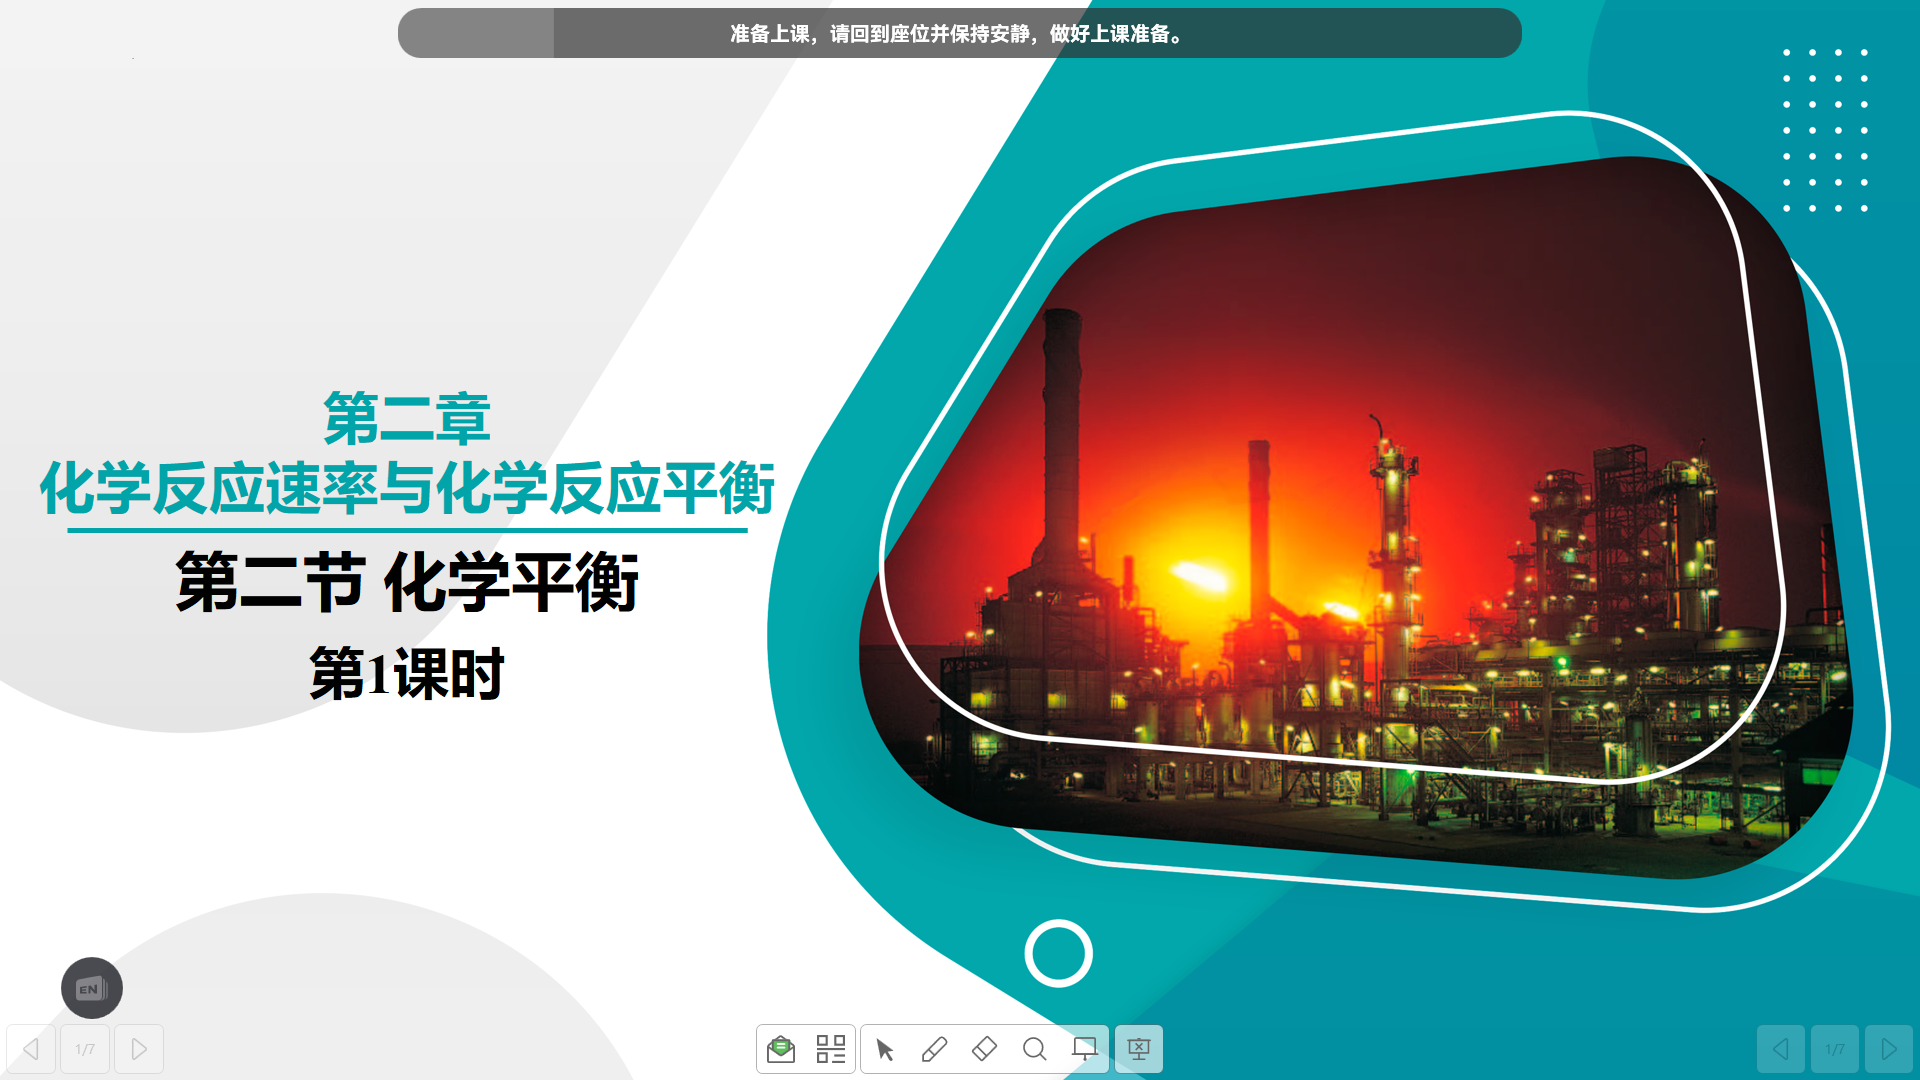 准备上课，请回到座位并保持安静，做好上课准备。
第二章
化学反应速率与化学反应平衡
第二节 化学平衡
第1课时
EN
1/7
1/7